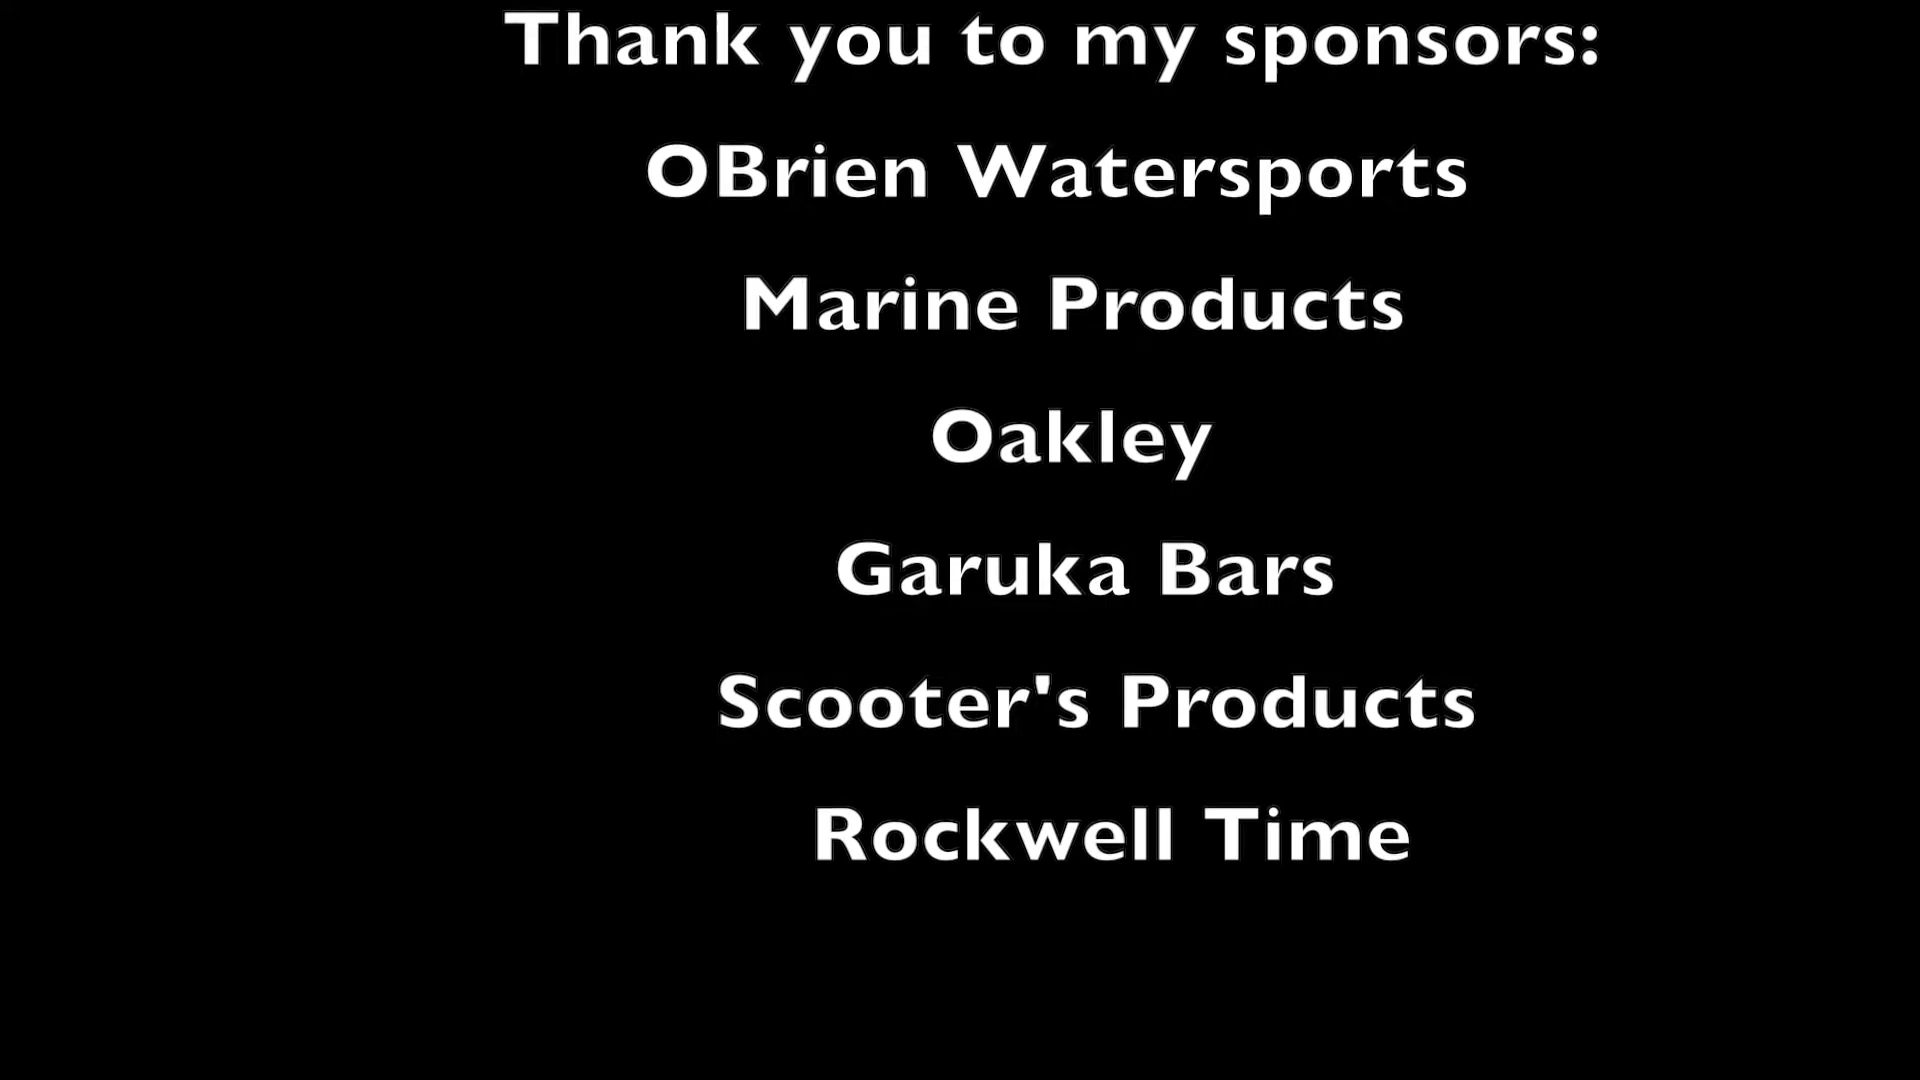 Thank you to my sponsors:
OBrien Watersports
Marine Products
Oakley
Garuka Bars
Scooter's Products
Rockwell Time